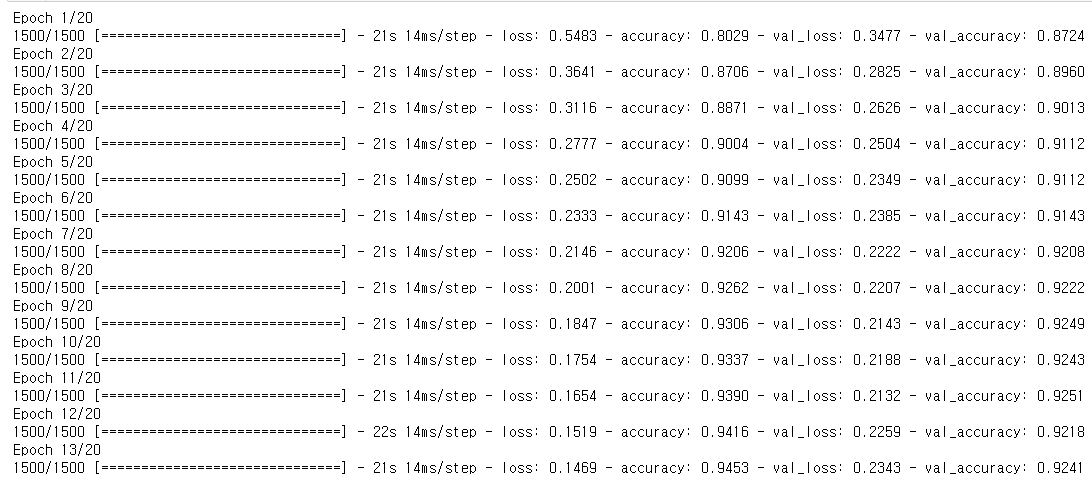 Epoch 1/20
1500/1500 [==============================] - 21s 14ms/step - loss: 0.5483 - accuracy: 0.8029 - val_loss: 0.3477 - val_accuracy: 0.8724
Epoch 2/20
1500/1500 [==============================] - 21s 14ms/step - loss: 0.3641 - accuracy: 0.8706 - val_loss: 0.2825 - val_accuracy: 0.8960
Epoch 3/20
1500/1500 [==============================] - 21s 14ms/step - loss: 0.3116 - accuracy: 0.8871 - val_loss: 0.2626 - val_accuracy: 0.9013
Epoch 4/20
1500/1500 [==============================] - 21s 14ms/step - loss: 0.2777 - accuracy: 0.9004 - val_loss: 0.2504 - val_accuracy: 0.9112
Epoch 5/20
1500/1500 [==============================] - 21s 14ms/step - loss: 0.2502 - accuracy: 0.9099 - val_loss: 0.2349 - val_accuracy: 0.9112
Epoch 6/20
1500/1500 [==============================] - 21s 14ms/step - loss: 0.2333 - accuracy: 0.9143 - val_loss: 0.2385 - val_accuracy: 0.9143
Epoch 7/20
1500/1500 [==============================] - 21s 14ms/step - loss: 0.2146 - accuracy: 0.9206 - val_loss: 0.2222 - val_accuracy: 0.9208
Epoch 8/20
1500/1500 [==============================] - 21s 14ms/step - loss: 0.2001 - accuracy: 0.9262 - val_loss: 0.2207 - val_accuracy: 0.9222
Epoch 9/20
1500/1500 [==============================] - 21s 14ms/step - loss: 0.1847 - accuracy: 0.9306 - val_loss: 0.2143 - val_accuracy: 0.9249
Epoch 10/20
1500/1500 [==============================] - 21s 14ms/step - loss: 0.1754 - accuracy: 0.9337 - val_loss: 0.2188 - val_accuracy: 0.9243
Epoch 11/20
1500/1500 [==============================] - 21s 14ms/step - loss: 0.1654 - accuracy: 0.9390 - val_loss: 0.2132 - val_accuracy: 0.9251
Epoch 12/20
1500/1500 [==============================] - 22s 14ms/step - loss: 0.1519 - accuracy: 0.9416 - val_loss: 0.2259 - val_accuracy: 0.9218
Epoch 13/20
1500/1500 [==============================] - 21s 14ms/step - loss: 0.1469 - accuracy: 0.9453 - val_loss: 0.2343 - val_accuracy: 0.9241